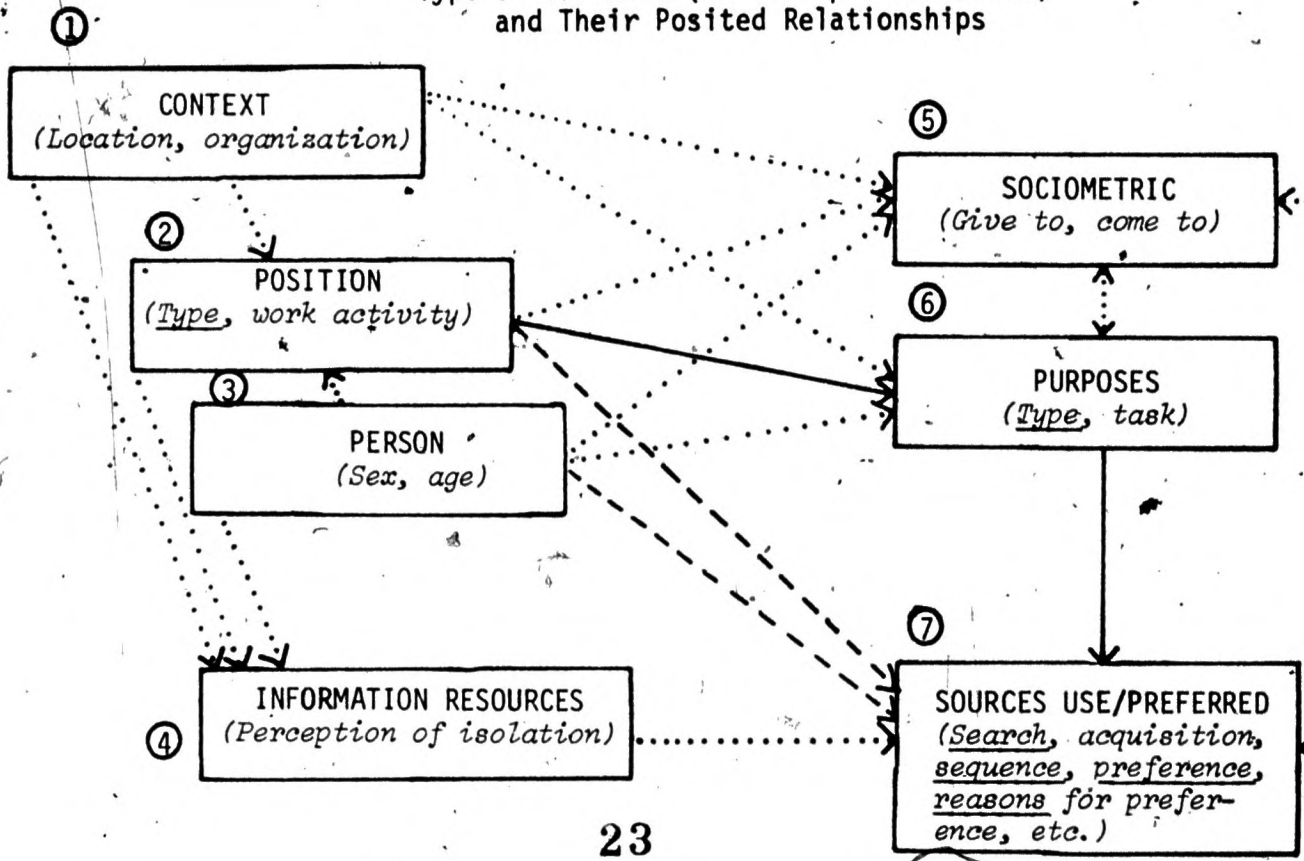 and Their Posited Relationships
①
CONTEXT
(Location, organization)
②
POSITION
(Type, work activity)
③
PERSON
(Sex, age)
④
INFORMATION RESOURCES
(Perception of isolation)
⑤
SOCIOMETRIC
(Give to, come to)
⑥
PURPOSES
(Type, task)
⑦
SOURCES USE/PREFERRED
(Search, acquisition,
sequence, preference,
reasons for prefer-
ence, etc.)
23